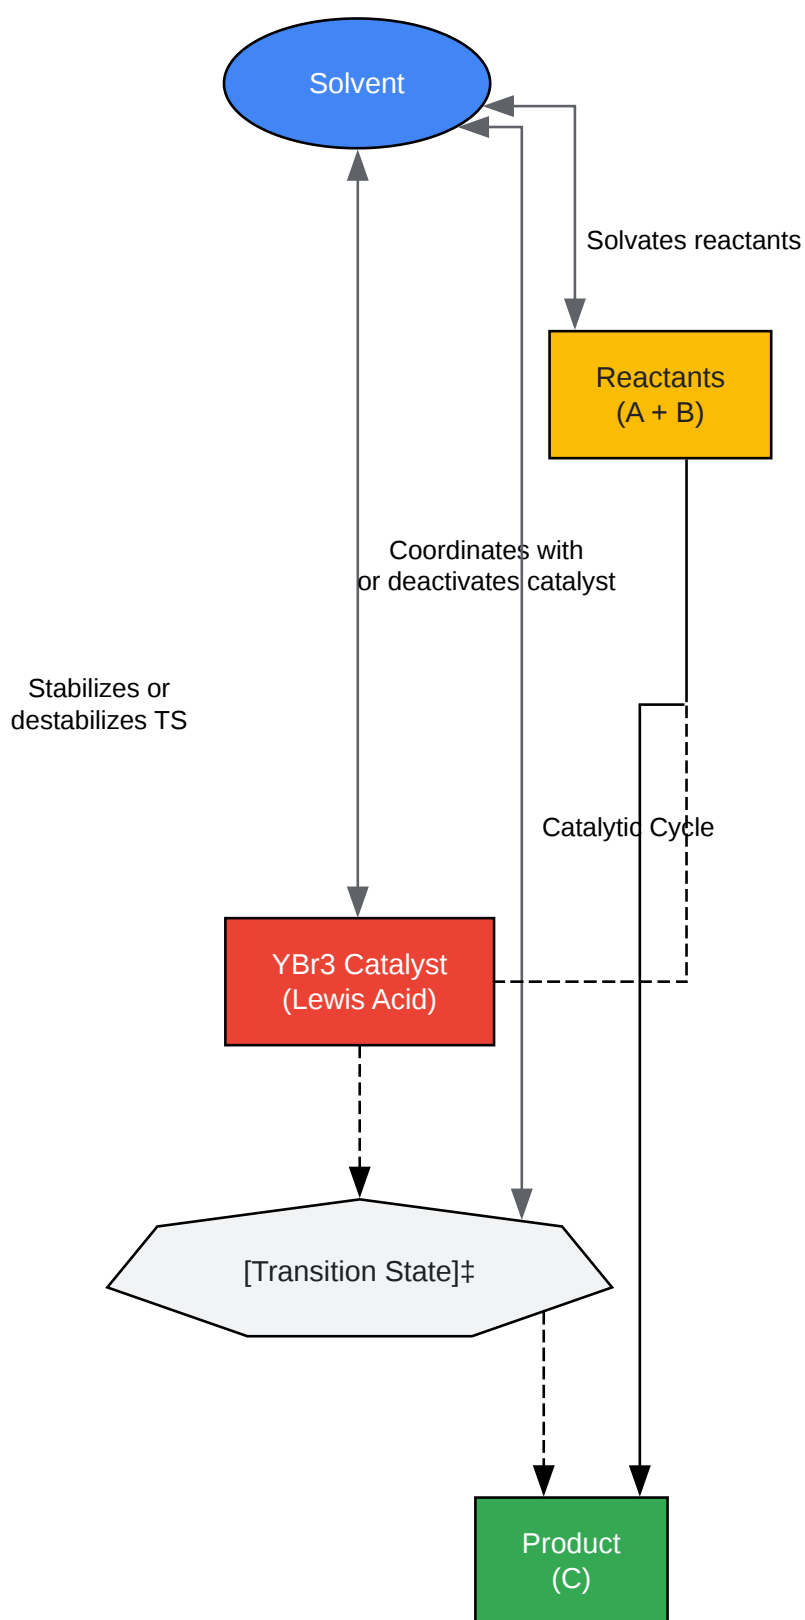 Solvent
Solvates reactants
Reactants
(A + B)
Coordinates with
or deactivates catalyst
Stabilizes or
destabilizes TS
Catalytic Cycle
YBr3 Catalyst
(Lewis Acid)
[Transition State]‡
Product
(C)